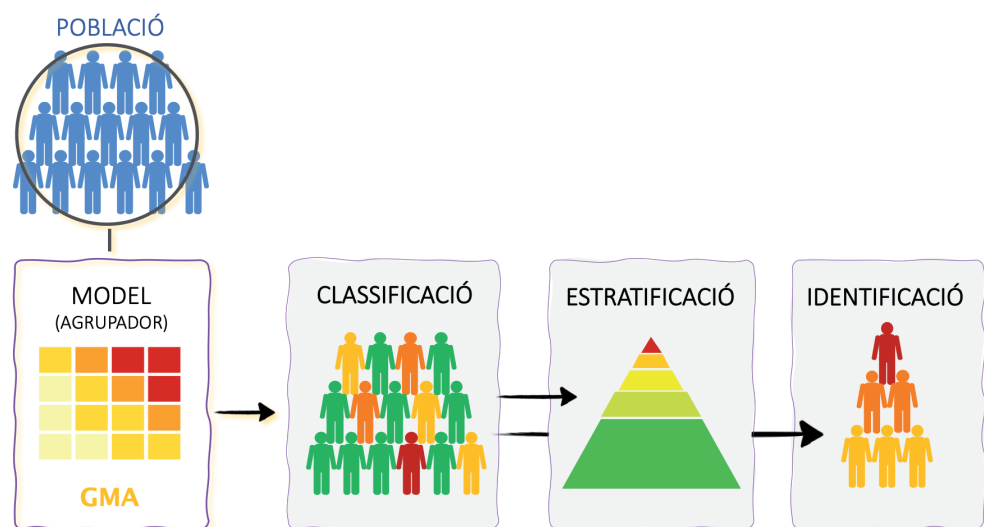 POBLACIÓ
MODEL
(AGRUPADOR)
GMA
CLASSIFICACIÓ
ESTRATIFICACIÓ
IDENTIFICACIÓ